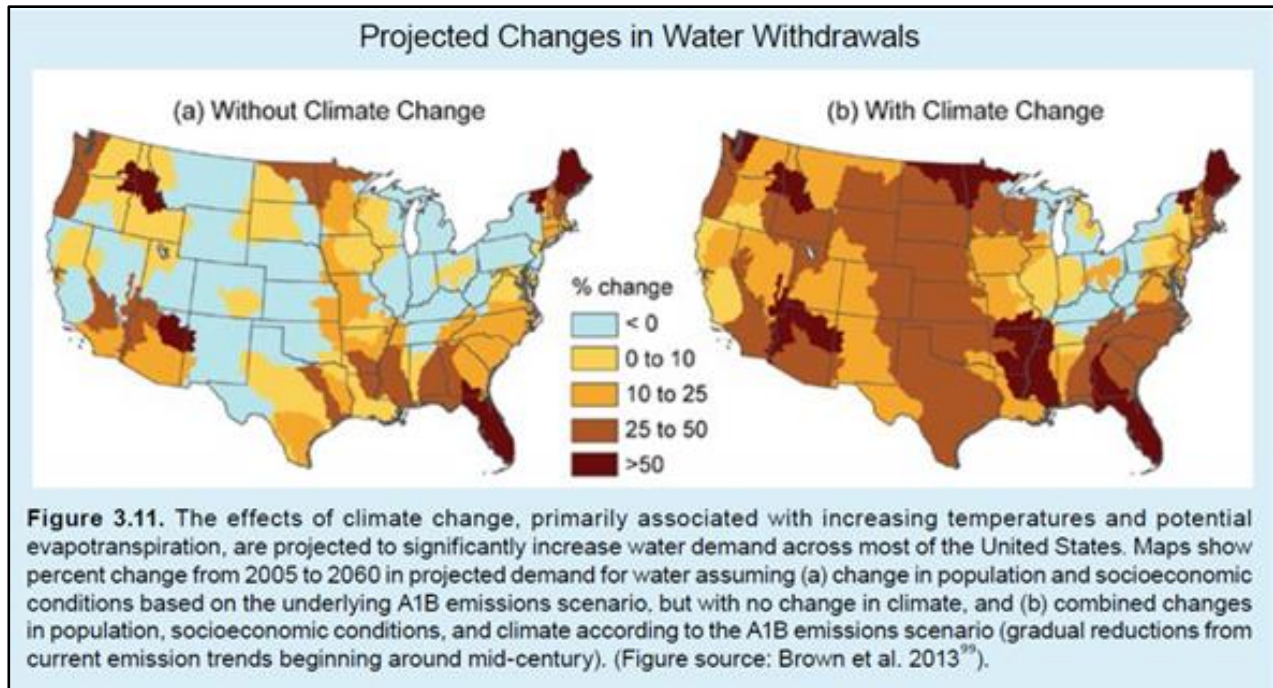 Projected Changes in Water Withdrawals
(a) Without Climate Change
(b) With Climate Change
% change
< 0
0 to 10
10 to 25
25 to 50
>50
Figure 3.11. The effects of climate change, primarily associated with increasing temperatures and potential
evapotranspiration, are projected to significantly increase water demand across most of the United States. Maps show
percent change from 2005 to 2060 in projected demand for water assuming (a) change in population and socioeconomic
conditions based on the underlying A1B emissions scenario, but with no change in climate, and (b) combined changes
in population, socioeconomic conditions, and climate according to the A1B emissions scenario (gradual reductions from
current emission trends beginning around mid-century). (Figure source: Brown et al. 2013⁹⁹).